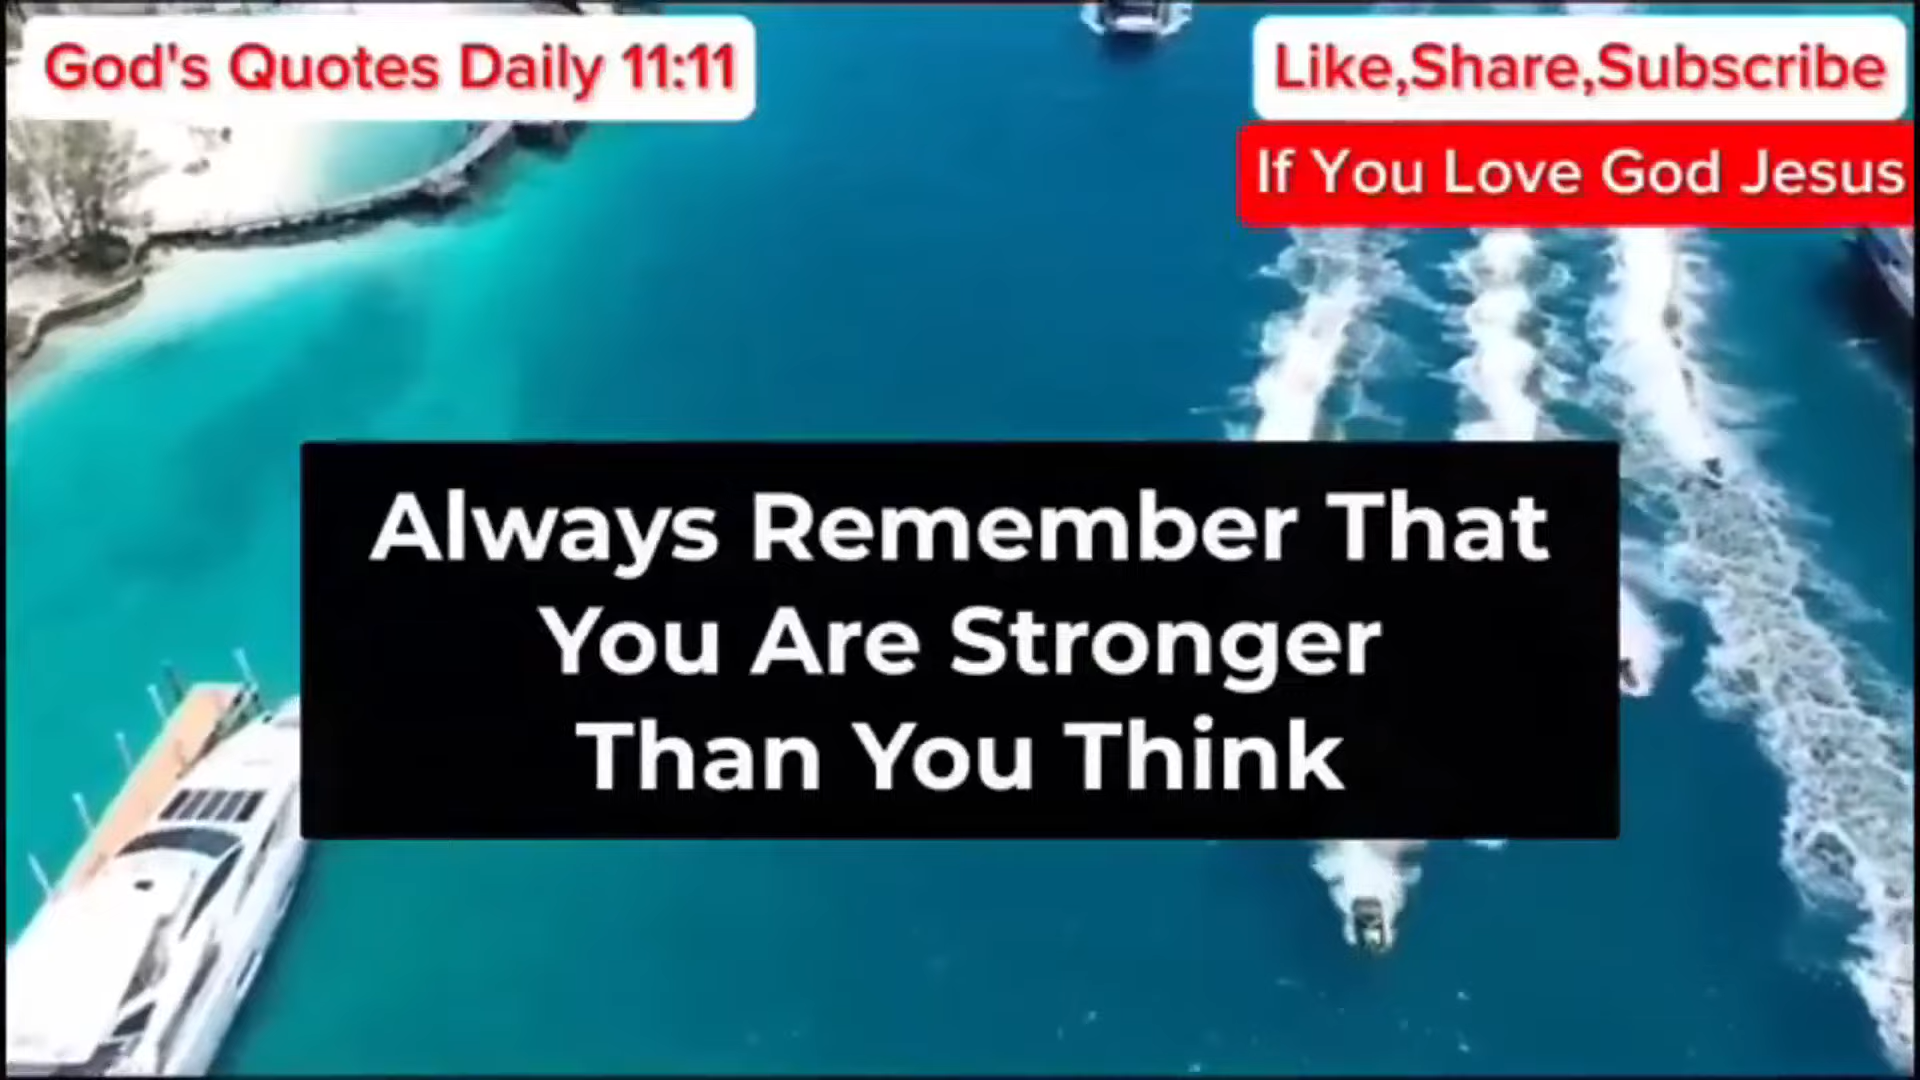 God's Quotes Daily 11:11
Like,Share,Subscribe
If You Love God Jesus
Always Remember That
You Are Stronger
Than You Think